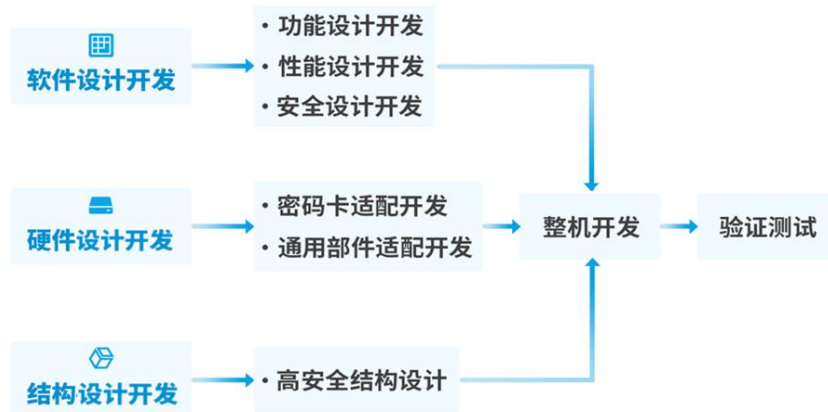 软件设计开发
· 功能设计开发
· 性能设计开发
· 安全设计开发
硬件设计开发
· 密码卡适配开发
· 通用部件适配开发
整机开发
验证测试
结构设计开发
· 高安全结构设计